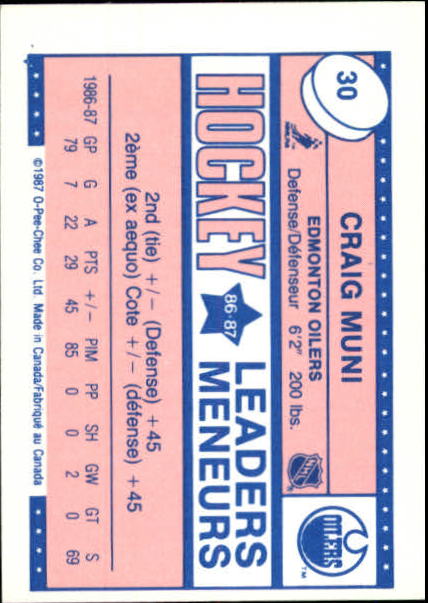 30
NHLPA
CRAIG MUNI
EDMONTON OILERS
Defense/Défenseur 6'2" 200 lbs.
NHL
OILERS
TM
HOCKEY 86-87 LEADERS
MENEURS
2nd (tie) +/− (Defense) +45
2ème (ex aequo) Cote +/− (défense) +45
1986-87 GP G A PTS +/− PIM PP SH GW GT S
79 7 22 29 45 85 0 0 2 0 69
©1987 O-Pee-Chee Co. Ltd. Made in Canada/Fabriqué au Canada